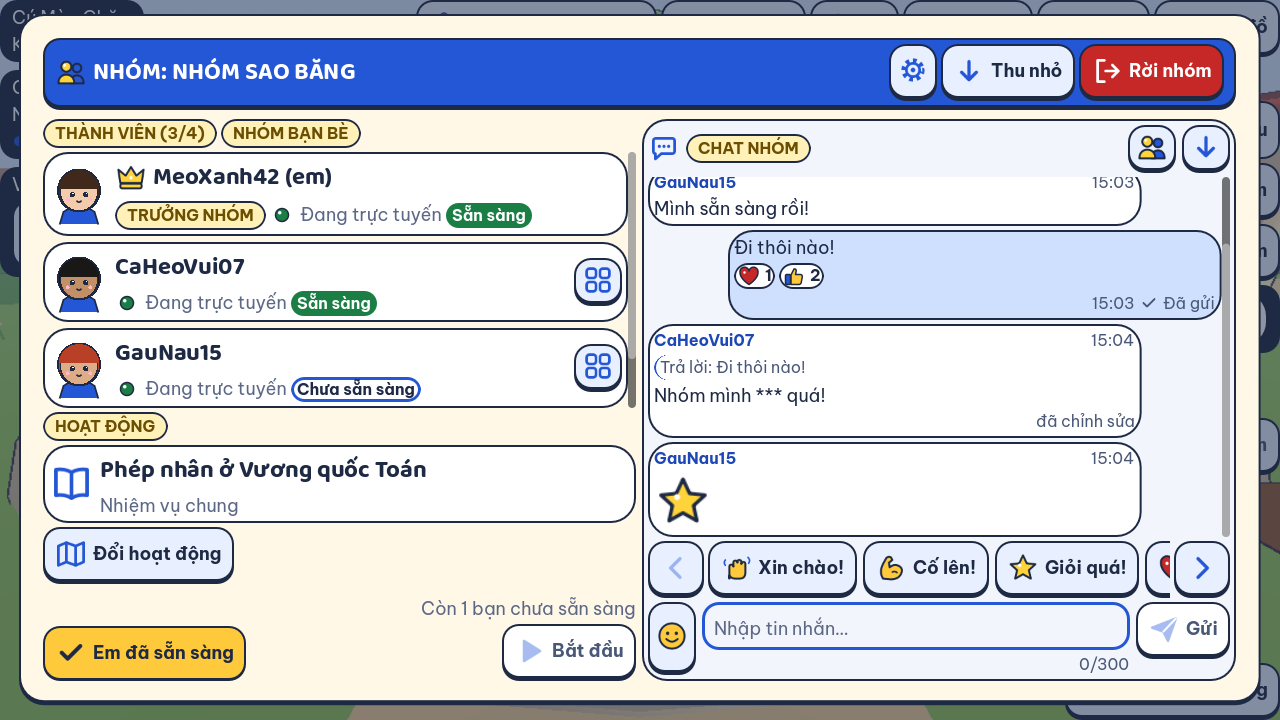 NHÓM: NHÓM SAO BĂNG
Thu nhỏ
Rời nhóm
THÀNH VIÊN (3/4)
NHÓM BẠN BÈ
MeoXanh42 (em)
TRƯỞNG NHÓM
Đang trực tuyến
Sẵn sàng
CaHeoVui07
Đang trực tuyến
Sẵn sàng
GauNau15
Đang trực tuyến
Chưa sẵn sàng
HOẠT ĐỘNG
Phép nhân ở Vương quốc Toán
Nhiệm vụ chung
Đổi hoạt động
Còn 1 bạn chưa sẵn sàng
Em đã sẵn sàng
Bắt đầu
CHAT NHÓM
GauNau15 15:03
Mình sẵn sàng rồi!
Đi thôi nào!
1 2
15:03 Đã gửi
CaHeoVui07 15:04
Trả lời: Đi thôi nào!
Nhóm mình *** quá!
đã chỉnh sửa
GauNau15 15:04
Xin chào!
Cố lên!
Giỏi quá!
Nhập tin nhắn...
Gửi
0/300